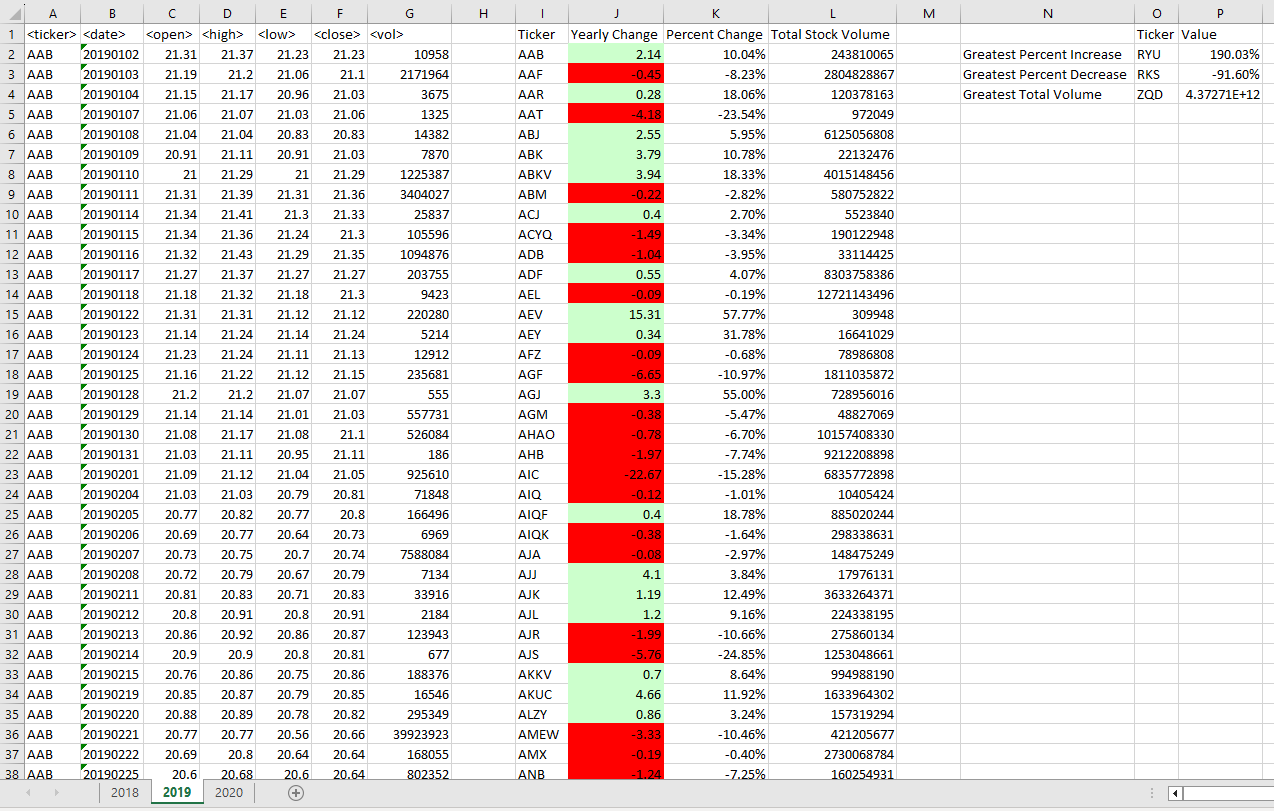 A B C D E F G H I J K L M N O P
1 <ticker> <date> <open> <high> <low> <close> <vol> Ticker Yearly Change Percent Change Total Stock Volume Ticker Value
2 AAB 20190102 21.31 21.37 21.23 21.23 10958 AAB 2.14 10.04% 243810065 Greatest Percent Increase RYU 190.03%
3 AAB 20190103 21.19 21.2 21.06 21.1 2171964 AAF -0.45 -8.23% 2804828867 Greatest Percent Decrease RKS -91.60%
4 AAB 20190104 21.15 21.17 20.96 21.03 3675 AAR 0.28 18.06% 120378163 Greatest Total Volume ZQD 4.37271E+12
5 AAB 20190107 21.06 21.07 21.03 21.06 1325 AAT -4.18 -23.54% 972049
6 AAB 20190108 21.04 21.04 20.83 20.83 14382 ABJ 2.55 5.95% 6125056808
7 AAB 20190109 20.91 21.11 20.91 21.03 7870 ABK 3.79 10.78% 22132476
8 AAB 20190110 21 21.29 21 21.29 1225387 ABKV 3.94 18.33% 4015148456
9 AAB 20190111 21.31 21.39 21.31 21.36 3404027 ABM -0.22 -2.82% 580752822
10 AAB 20190114 21.34 21.41 21.3 21.33 25837 ACJ 0.4 2.70% 5523840
11 AAB 20190115 21.34 21.36 21.24 21.3 105596 ACYQ -1.49 -3.34% 190122948
12 AAB 20190116 21.32 21.43 21.29 21.35 1094876 ADB -1.04 -3.95% 33114425
13 AAB 20190117 21.27 21.37 21.27 21.27 203755 ADF 0.55 4.07% 8303758386
14 AAB 20190118 21.18 21.32 21.18 21.3 9423 AEL -0.09 -0.19% 12721143496
15 AAB 20190122 21.31 21.31 21.12 21.12 220280 AEV 15.31 57.77% 309948
16 AAB 20190123 21.14 21.24 21.14 21.24 5214 AEY 0.34 31.78% 16641029
17 AAB 20190124 21.23 21.24 21.11 21.13 12912 AFZ -0.09 -0.68% 78986808
18 AAB 20190125 21.16 21.22 21.12 21.15 235681 AGF -6.65 -10.97% 1811035872
19 AAB 20190128 21.2 21.2 21.07 21.07 555 AGJ 3.3 55.00% 728956016
20 AAB 20190129 21.14 21.14 21.01 21.03 557731 AGM -0.38 -5.47% 48827069
21 AAB 20190130 21.08 21.17 21.08 21.1 526084 AHAO -0.78 -6.70% 10157408330
22 AAB 20190131 21.03 21.11 20.95 21.11 186 AHB -1.97 -7.74% 9212208898
23 AAB 20190201 21.09 21.12 21.04 21.05 925610 AIC -22.67 -15.28% 6835772898
24 AAB 20190204 21.03 21.03 20.79 20.81 71848 AIQ -0.12 -1.01% 10405424
25 AAB 20190205 20.77 20.82 20.77 20.8 166496 AIQF 0.4 18.78% 885020244
26 AAB 20190206 20.69 20.75 20.64 20.73 6969 AIQK -0.38 -1.64% 298338631
27 AAB 20190207 20.73 20.75 20.7 20.74 7588084 AJA -0.08 -2.97% 148475249
28 AAB 20190208 20.72 20.79 20.67 20.79 7134 AJJ 4.1 3.84% 17976131
29 AAB 20190211 20.81 20.83 20.71 20.83 33916 AJK 1.19 12.49% 3633264371
30 AAB 20190212 20.8 20.91 20.8 20.91 2184 AJL 1.2 9.16% 224338195
31 AAB 20190213 20.86 20.92 20.86 20.87 123943 AJR -1.99 -10.66% 275860134
32 AAB 20190214 20.9 20.9 20.8 20.81 677 AJS -5.76 -24.85% 1253048661
33 AAB 20190215 20.76 20.86 20.75 20.86 188376 AKKV 0.7 8.64% 994988190
34 AAB 20190219 20.85 20.87 20.79 20.85 16546 AKUC 4.66 11.92% 1633964302
35 AAB 20190220 20.88 20.89 20.78 20.82 295349 ALZY 0.86 3.24% 157319294
36 AAB 20190221 20.77 20.77 20.56 20.66 39923923 AMEW -3.33 -10.46% 421205677
37 AAB 20190222 20.69 20.8 20.64 20.64 168055 AMX -0.19 -0.40% 2730068784
38 AAB 20190225 20.6 20.68 20.6 20.64 802352 ANB -1.24 -7.25% 160254931
2018 2019 2020